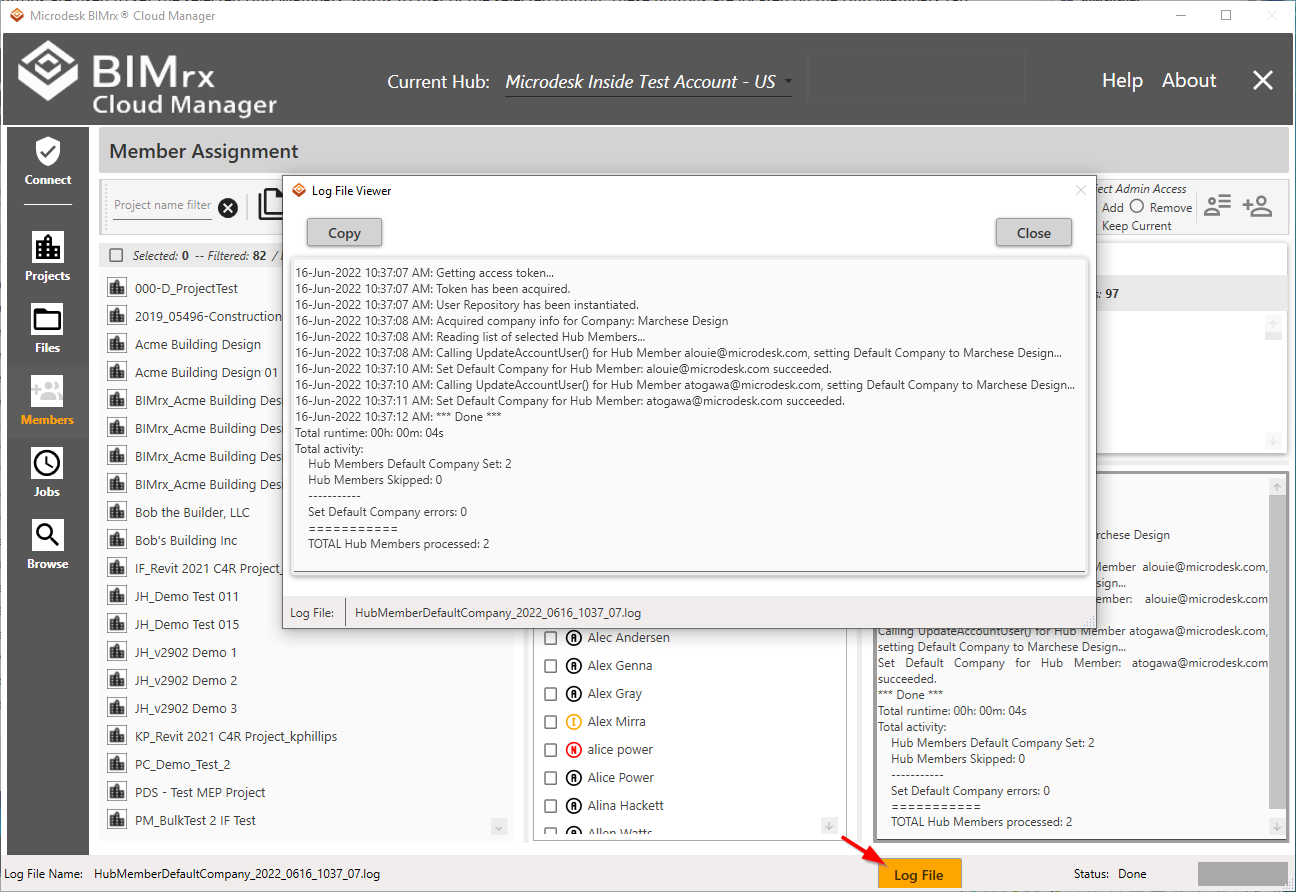 Microdesk BIMrx® Cloud Manager
BIMrx
Cloud Manager
Current Hub: Microdesk Inside Test Account - US
Help About
Connect
Projects
Files
Members
Jobs
Browse
Member Assignment
Project name filter
Selected: 0 -- Filtered: 82 /
000-D_ProjectTest
2019_05496-Construction
Acme Building Design
Acme Building Design 01
BIMrx_Acme Building Des
BIMrx_Acme Building Des
BIMrx_Acme Building Des
BIMrx_Acme Building Des
Bob the Builder, LLC
Bob's Building Inc
IF_Revit 2021 C4R Project_
JH_Demo Test 011
JH_Demo Test 015
JH_v2902 Demo 1
JH_v2902 Demo 2
JH_v2902 Demo 3
KP_Revit 2021 C4R Project_kphillips
PC_Demo_Test_2
PDS - Test MEP Project
PM_BulkTest 2 IF Test
Log File Viewer
Copy
Close
16-Jun-2022 10:37:07 AM: Getting access token...
16-Jun-2022 10:37:07 AM: Token has been acquired.
16-Jun-2022 10:37:07 AM: User Repository has been instantiated.
16-Jun-2022 10:37:08 AM: Acquired company info for Company: Marchese Design
16-Jun-2022 10:37:08 AM: Reading list of selected Hub Members...
16-Jun-2022 10:37:08 AM: Calling UpdateAccountUser() for Hub Member alouie@microdesk.com, setting Default Company to Marchese Design...
16-Jun-2022 10:37:10 AM: Set Default Company for Hub Member: alouie@microdesk.com succeeded.
16-Jun-2022 10:37:10 AM: Calling UpdateAccountUser() for Hub Member atogawa@microdesk.com, setting Default Company to Marchese Design...
16-Jun-2022 10:37:11 AM: Set Default Company for Hub Member: atogawa@microdesk.com succeeded.
16-Jun-2022 10:37:12 AM: *** Done ***
Total runtime: 00h: 00m: 04s
Total activity:
Hub Members Default Company Set: 2
Hub Members Skipped: 0
-----------
Set Default Company errors: 0
===========
TOTAL Hub Members processed: 2
Log File: HubMemberDefaultCompany_2022_0616_1037_07.log
ect Admin Access
Add Remove
Keep Current
s: 97
A Alec Andersen
A Alex Genna
A Alex Gray
I Alex Mirra
N alice power
A Alice Power
A Alina Hackett
A Allen Watts
rchese Design
Member alouie@microdesk.com,
sign...
ember: alouie@microdesk.com
Calling UpdateAccountUser() for Hub Member atogawa@microdesk.com,
setting Default Company to Marchese Design...
Set Default Company for Hub Member: atogawa@microdesk.com
succeeded.
*** Done ***
Total runtime: 00h: 00m: 04s
Total activity:
Hub Members Default Company Set: 2
Hub Members Skipped: 0
-----------
Set Default Company errors: 0
===========
TOTAL Hub Members processed: 2
Log File Name: HubMemberDefaultCompany_2022_0616_1037_07.log
Log File
Status: Done